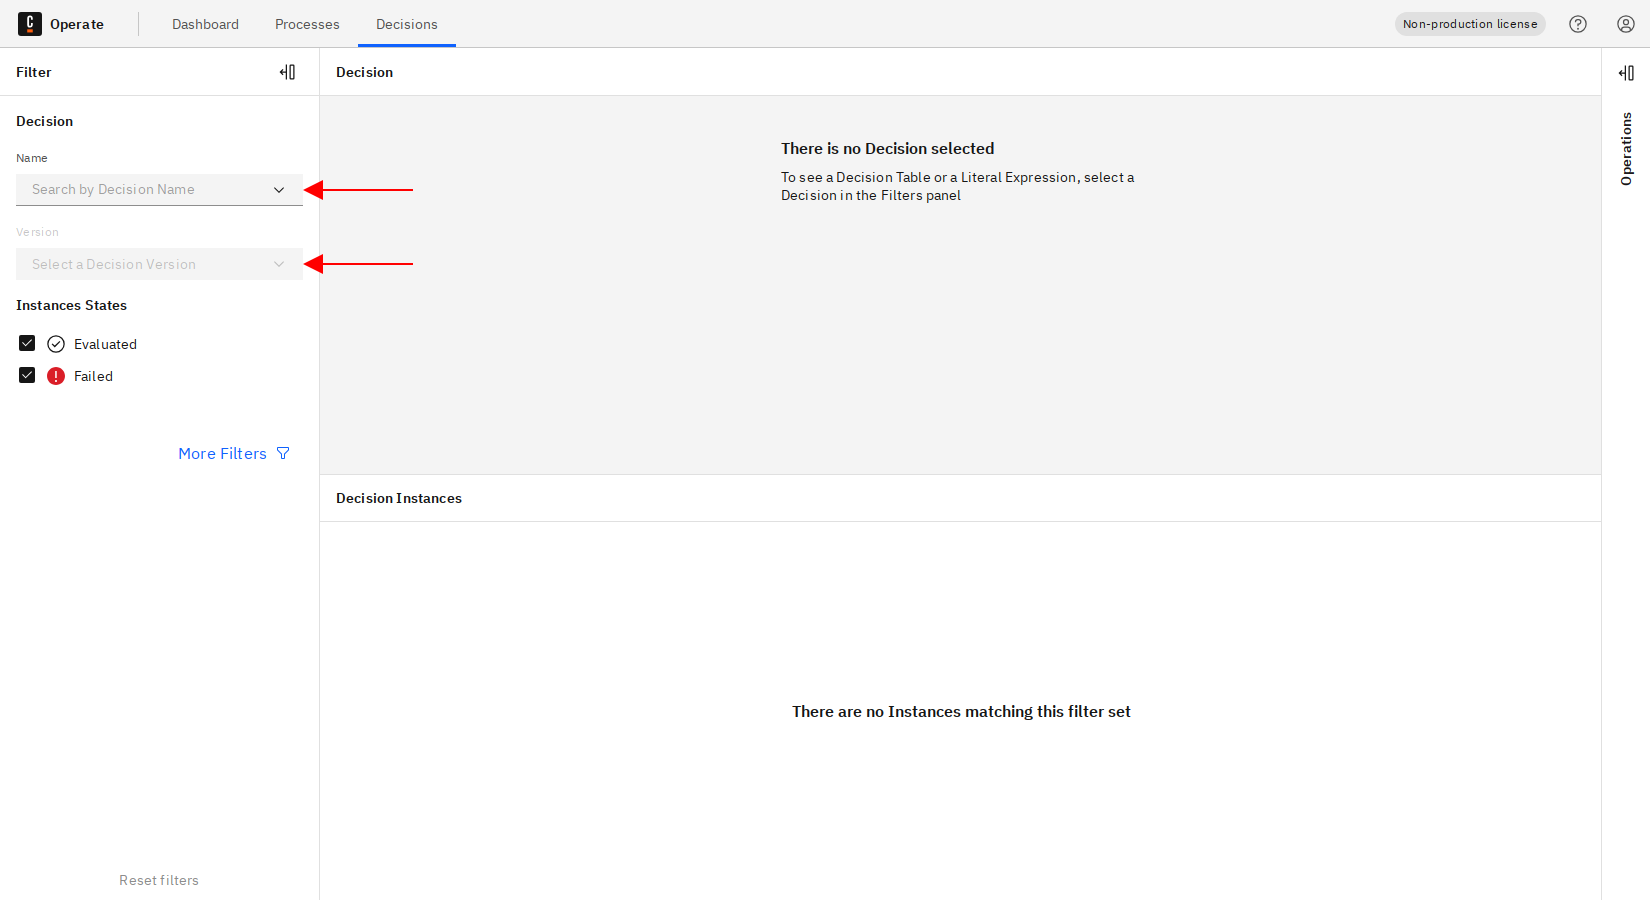 Operate
Dashboard
Processes
Decisions
Non-production license
Filter
Decision
Name
Search by Decision Name
Version
Select a Decision Version
Instances States
Evaluated
Failed
More Filters
Reset filters
Decision
There is no Decision selected
To see a Decision Table or a Literal Expression, select a
Decision in the Filters panel
Decision Instances
There are no Instances matching this filter set
Operations